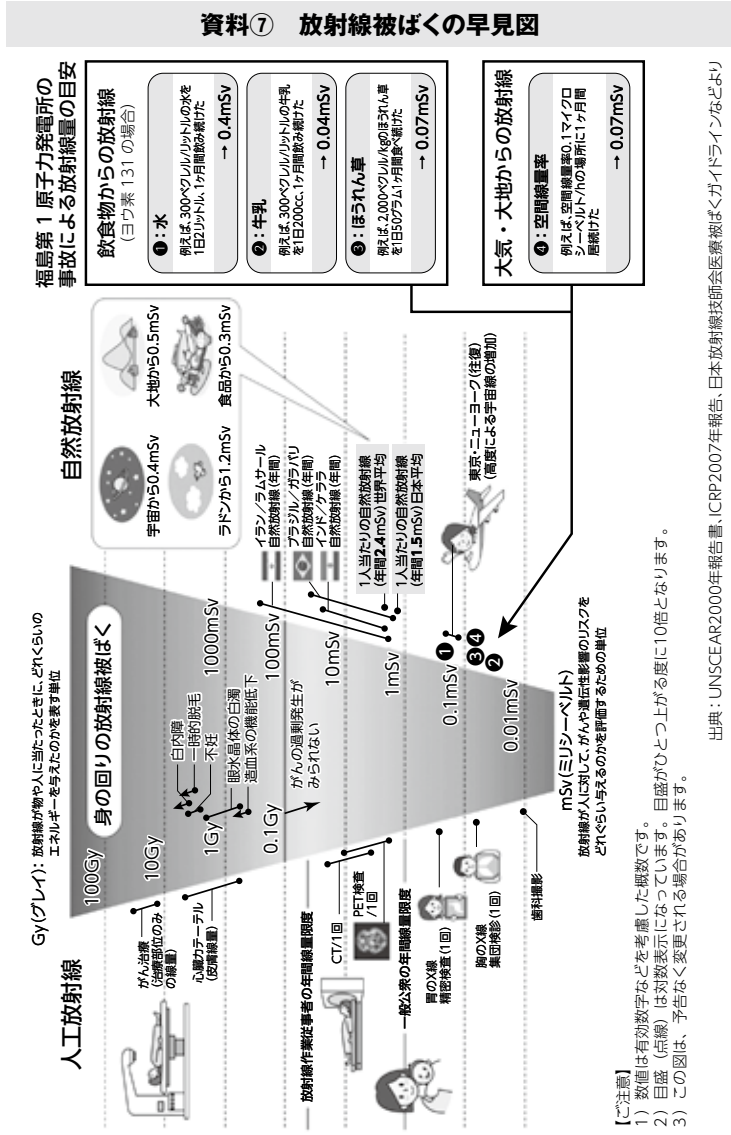 資料⑦ 放射線被ばくの早見図
人工放射線
Gy(グレイ):放射線が物や人に当たったときに、どれくらいの
エネルギーを与えたのかを表す単位
身の回りの放射線被ばく
自然放射線
福島第1原子力発電所の
事故による放射線量の目安
100Gy
10Gy
1Gy
0.1Gy
がん治療
(治療部位のみ
の線量)
心臓カテーテル
(皮膚線量)
放射線作業従事者の年間線量限度
CT/1回
PET検査
/1回
一般公衆の年間線量限度
胃のX線
精密検査(1回)
胸のX線
集団検診(1回)
歯科撮影
白内障
一時的脱毛
不妊
眼水晶体の白濁
造血系の機能低下
がんの過剰発生が
みられない
1000mSv
100mSv
10mSv
1mSv
0.1mSv
0.01mSv
❶
❸❹
❷
mSv(ミリシーベルト)
放射線が人に対して、がんや遺伝性影響のリスクを
どれぐらい与えるのかを評価するための単位
宇宙から0.4mSv
大地から0.5mSv
ラドンから1.2mSv
食品から0.3mSv
イラン/ラムサール
自然放射線(年間)
ブラジル/ガラパリ
自然放射線(年間)
インド/ケララ
自然放射線(年間)
1人当たりの自然放射線
(年間2.4mSv)世界平均
1人当たりの自然放射線
(年間1.5mSv)日本平均
東京-ニューヨーク(往復)
(高度による宇宙線の増加)
飲食物からの放射線
(ヨウ素131の場合)
❶:水
例えば、300ベクレル/リットルの水を
1日2リットル、1ヶ月間飲み続けた
→ 0.4mSv
❷:牛乳
例えば、300ベクレル/リットルの牛乳
を1日200cc、1ヶ月間飲み続けた
→ 0.04mSv
❸:ほうれん草
例えば、2,000ベクレル/kgのほうれん草
を1日50グラム1ヶ月間食べ続けた
→ 0.07mSv
大気・大地からの放射線
❹:空間線量率
例えば、空間線量率0.1マイクロ
シーベルト/hの場所に1ヶ月間
居続けた
→ 0.07mSv
【ご注意】
1)数値は有効数字などを考慮した概数です。
2)目盛(点線)は対数表示になっています。目盛がひとつ上がる度に10倍となります。
3)この図は、予告なく変更される場合があります。
出典:UNSCEAR2000年報告書、ICRP2007年報告、日本放射線技師会医療被ばくガイドラインなどより